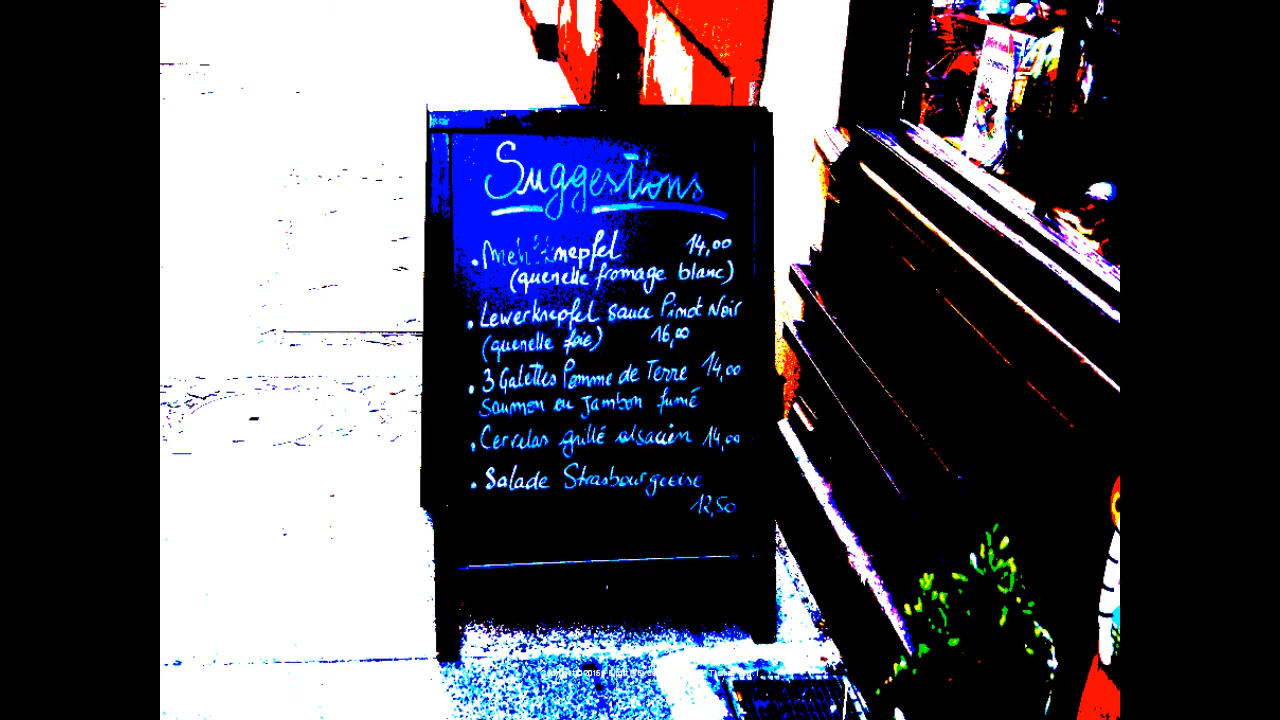 Suggestions
knepfel 14,00
(quenelle fromage blanc)
. Lewerknepfel sauce Pinot Noir
(quenelle foie) 16,00
. 3 Galettes Pomme de Terre 14,00
Saumon ou Jambon fumé
. Cervelas grillé alsacien 14,00
. Salade Strasbourgeoise
12,50